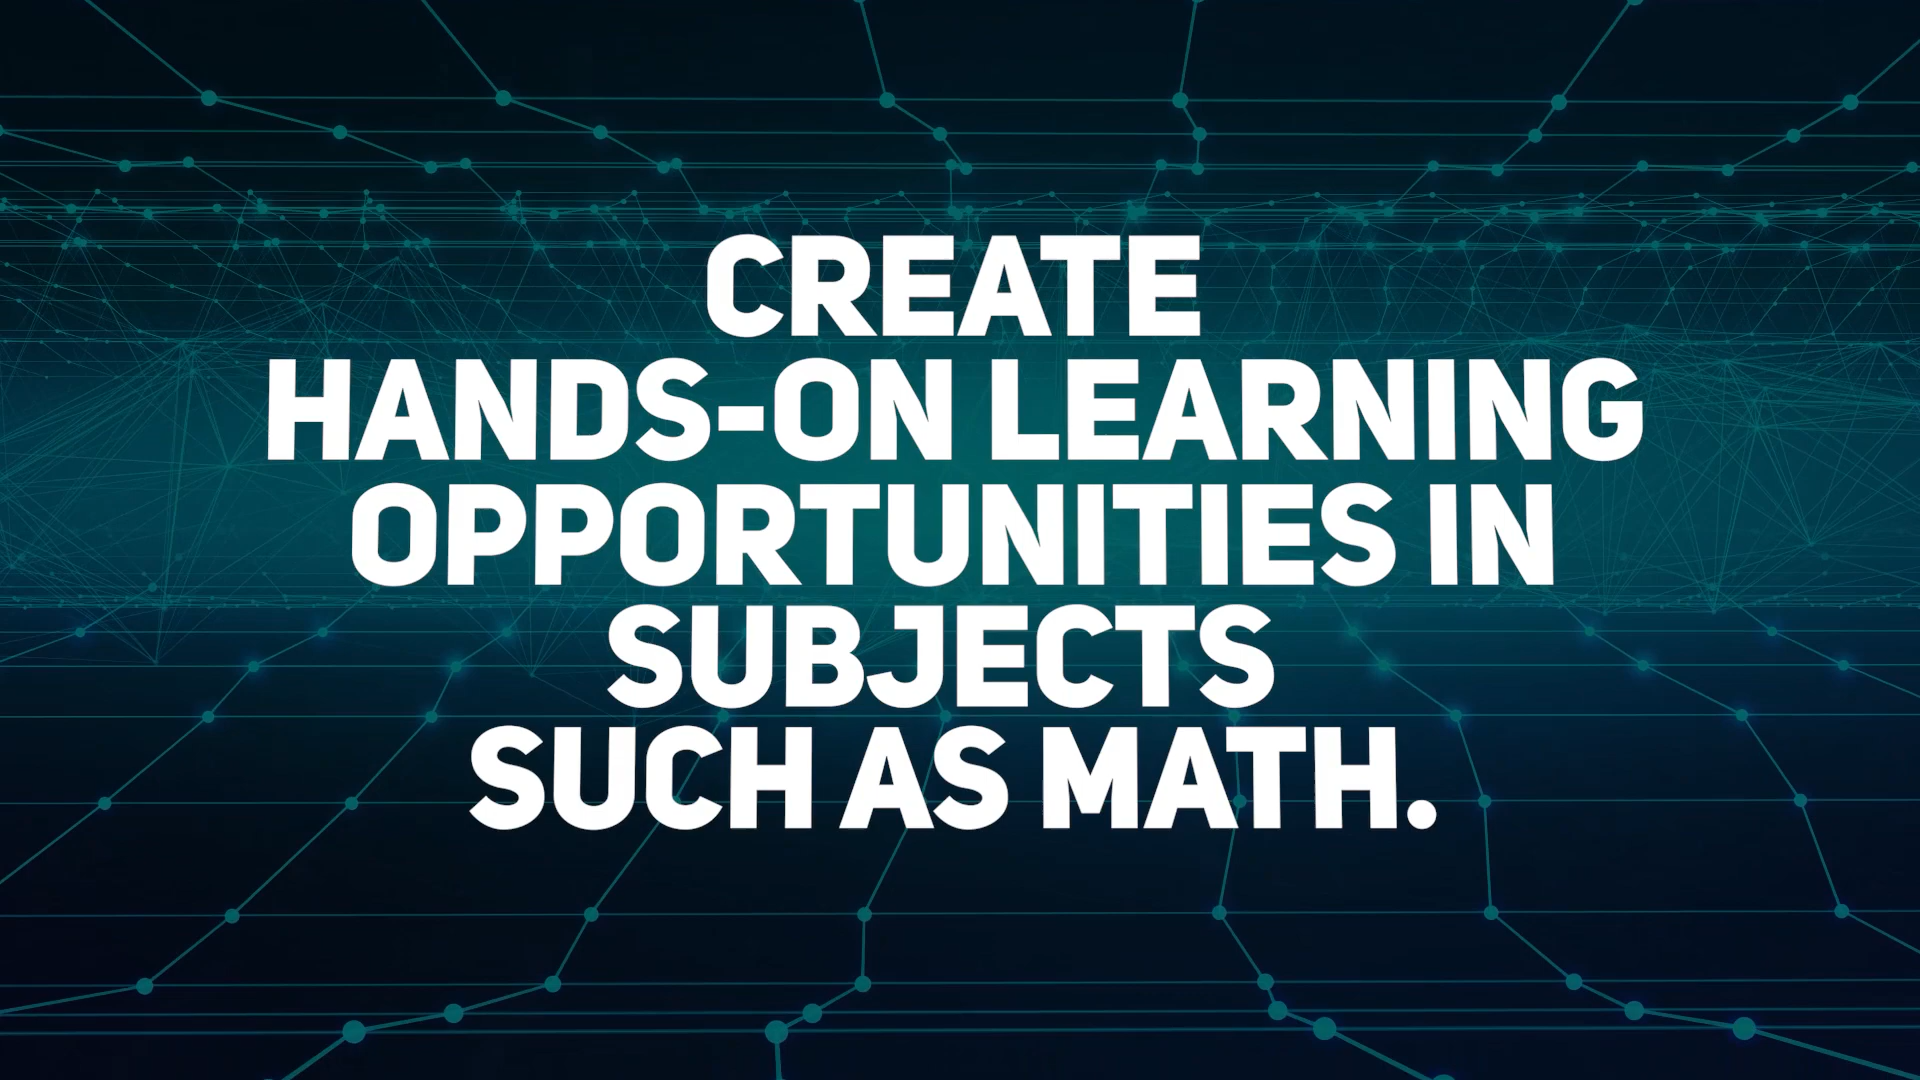 CREATE
HANDS-ON LEARNING
OPPORTUNITIES IN
SUBJECTS
SUCH AS MATH.